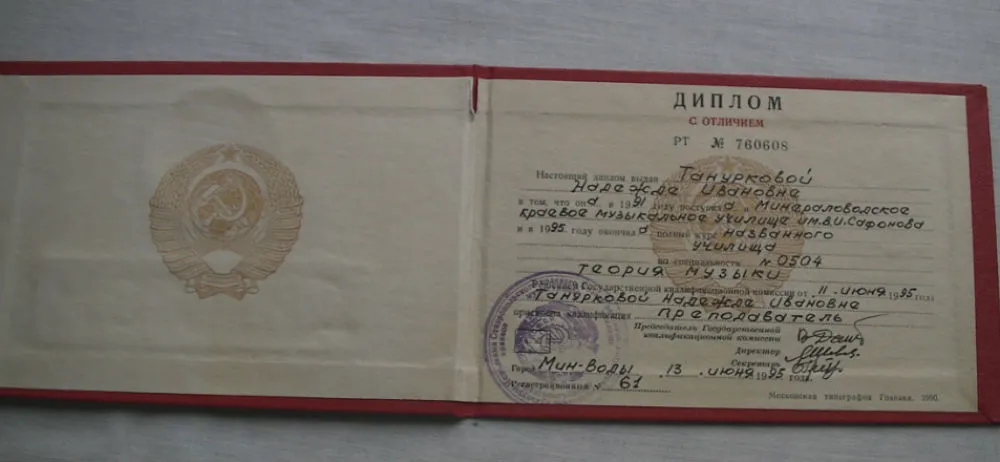 ДИПЛОМ
С ОТЛИЧИЕМ
РТ № 760608
Настоящий диплом выдан Танурковой
Надежде Ивановне
в том, что она в 1991 году поступила в Минераловодское
краевое музыкальное училище им.В.И.Сафонова
и в 1995 году окончила полный курс названного
училища
по специальности №0504
теория музыки
Решением Государственной квалификационной комиссии от 11 июня 1995 года
Танурковой Надежде Ивановне
присвоена квалификация преподаватель
Председатель Государственной
квалификационной комиссии
Директор
Секретарь
Город Мин-Воды 13 июня 1995 года.
Регистрационный № 61
Московская типография Гознака. 1990.